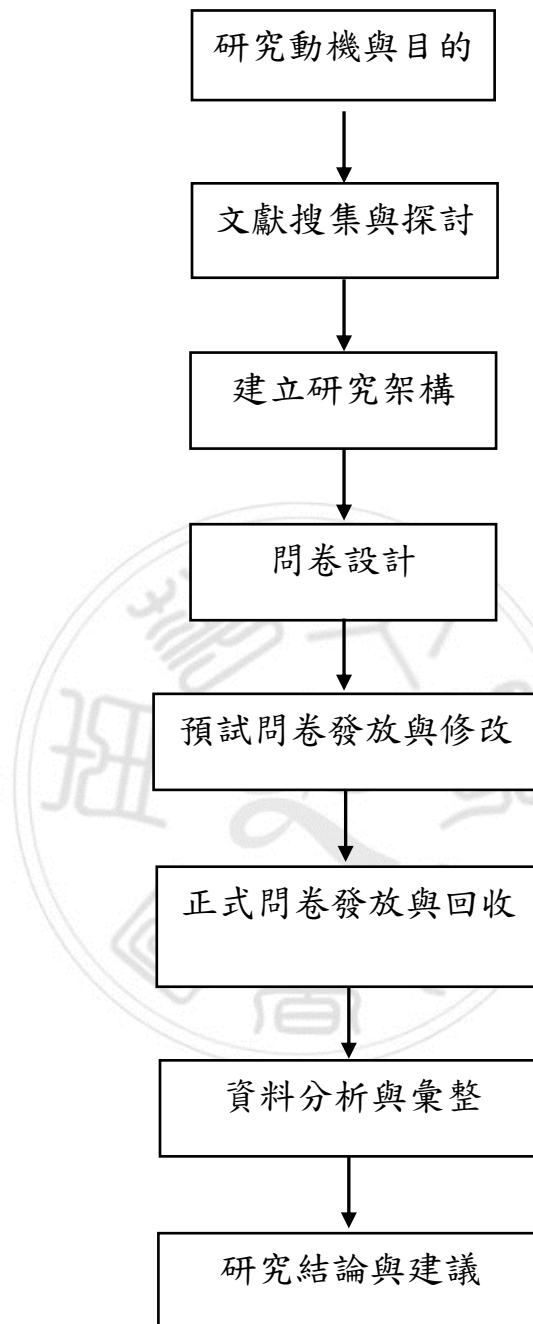 研究動機與目的
文獻搜集與探討
建立研究架構
問卷設計
預試問卷發放與修改
正式問卷發放與回收
資料分析與彙整
研究結論與建議